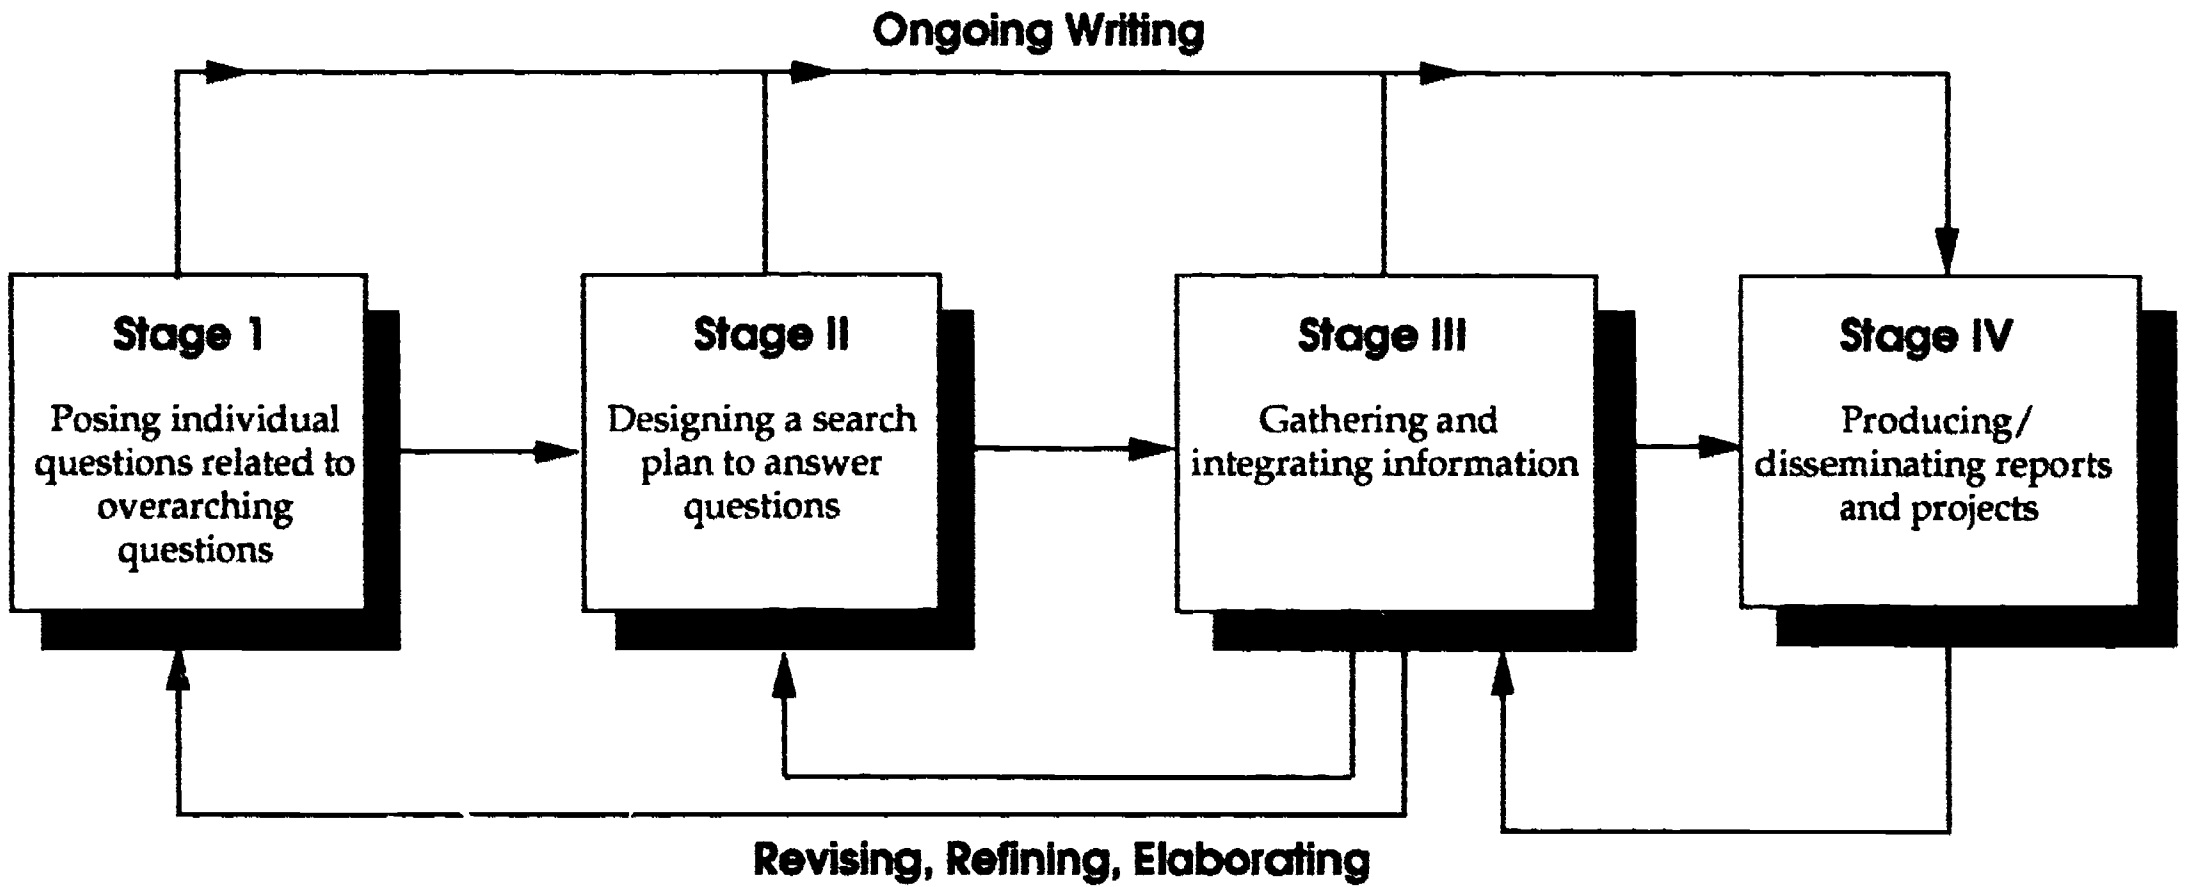 Ongoing Writing
Stage 1
Posing individual
questions related to
overarching
questions
Stage II
Designing a search
plan to answer
questions
Stage III
Gathering and
integrating information
Stage IV
Producing/
disseminating reports
and projects
Revising, Refining, Elaborating